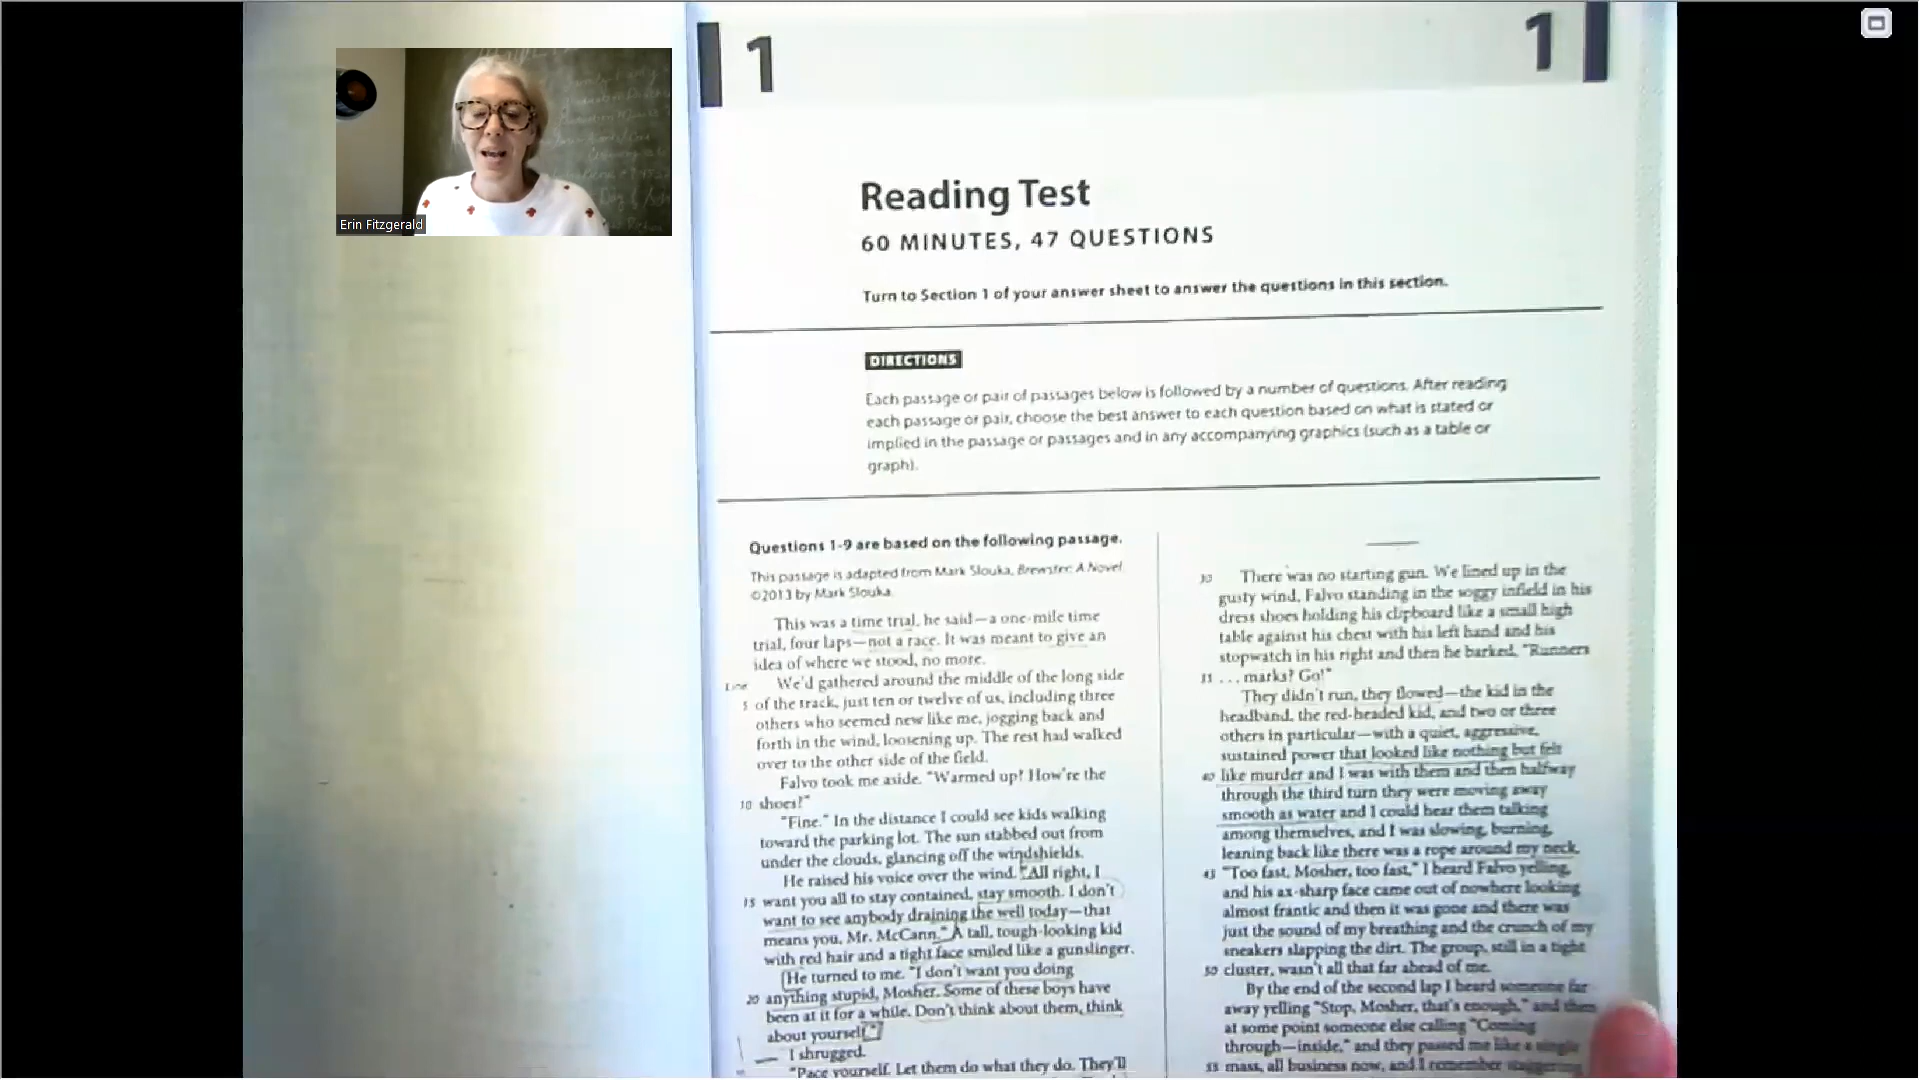 1
1
Erin Fitzgerald
Reading Test
60 MINUTES, 47 QUESTIONS
Turn to Section 1 of your answer sheet to answer the questions in this section.
DIRECTIONS
Each passage or pair of passages below is followed by a number of questions. After reading
each passage or pair, choose the best answer to each question based on what is stated or
implied in the passage or passages and in any accompanying graphics (such as a table or
graph).
Questions 1-9 are based on the following passage.
This passage is adapted from Mark Slouka, Brewster: A Novel.
©2013 by Mark Slouka.
This was a time trial, he said—a one-mile time
trial, four laps—not a race. It was meant to give an
idea of where we stood, no more.
Line We'd gathered around the middle of the long side
5 of the track, just ten or twelve of us, including three
others who seemed new like me, jogging back and
forth in the wind, loosening up. The rest had walked
over to the other side of the field.
Falvo took me aside. "Warmed up? How're the
10 shoes?"
"Fine." In the distance I could see kids walking
toward the parking lot. The sun stabbed out from
under the clouds, glancing off the windshields.
He raised his voice over the wind. "All right, I
15 want you all to stay contained, stay smooth. I don't
want to see anybody draining the well today—that
means you, Mr. McCann." A tall, tough-looking kid
with red hair and a tight face smiled like a gunslinger.
He turned to me. "I don't want you doing
20 anything stupid, Mosher. Some of these boys have
been at it for a while. Don't think about them, think
about yourself."
I shrugged.
"Pace yourself. Let them do what they do. They'll
30 There was no starting gun. We lined up in the
gusty wind, Falvo standing in the soggy infield in his
dress shoes holding his clipboard like a small high
table against his chest with his left hand and his
stopwatch in his right and then he barked, "Runners
35 . . . marks? Go!"
They didn't run, they flowed—the kid in the
headband, the red-headed kid, and two or three
others in particular—with a quiet, aggressive,
sustained power that looked like nothing but felt
40 like murder and I was with them and then halfway
through the third turn they were moving away
smooth as water and I could hear them talking
among themselves, and I was slowing, burning,
leaning back like there was a rope around my neck.
45 "Too fast, Mosher, too fast," I heard Falvo yelling,
and his ax-sharp face came out of nowhere looking
almost frantic and then it was gone and there was
just the sound of my breathing and the crunch of my
sneakers slapping the dirt. The group, still in a tight
50 cluster, wasn't all that far ahead of me.
By the end of the second lap I heard someone far
away yelling "Stop, Mosher, that's enough," and then
at some point someone else calling "Coming
through—inside," and they passed me like a single
55 mass, all business now, and I remember staggering